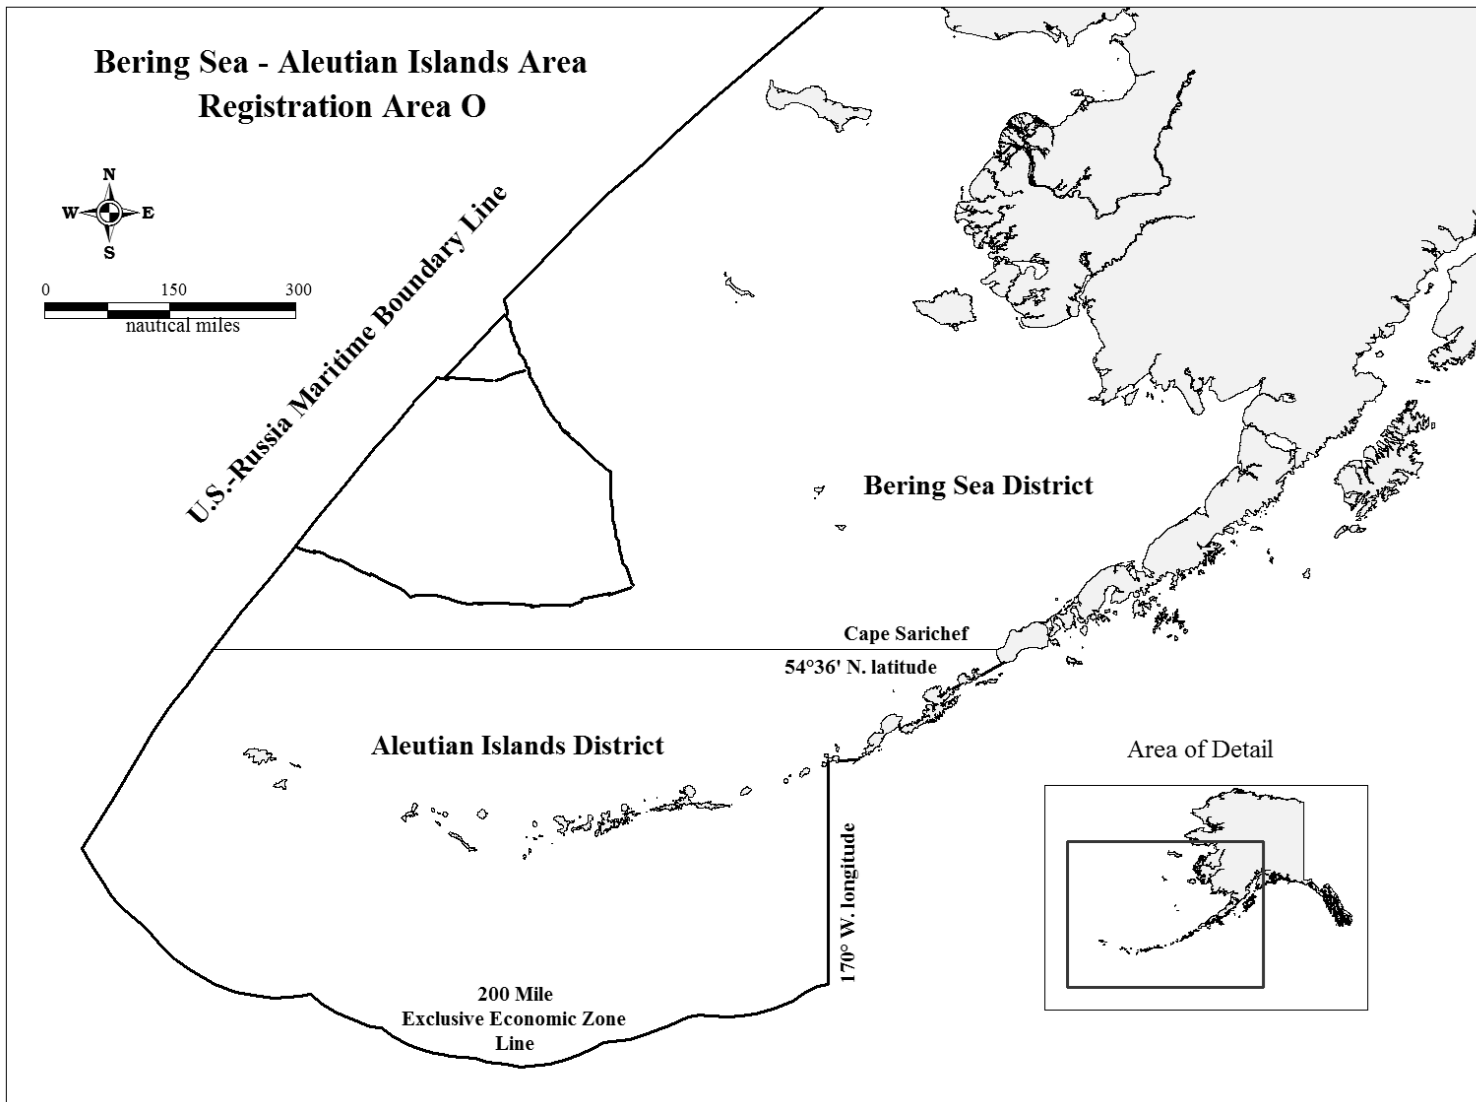 Bering Sea - Aleutian Islands Area
Registration Area O
N
W E
S
0 150 300
nautical miles
U.S.-Russia Maritime Boundary Line
Bering Sea District
Cape Sarichef
54°36' N. latitude
Aleutian Islands District
170° W. longitude
200 Mile
Exclusive Economic Zone
Line
Area of Detail